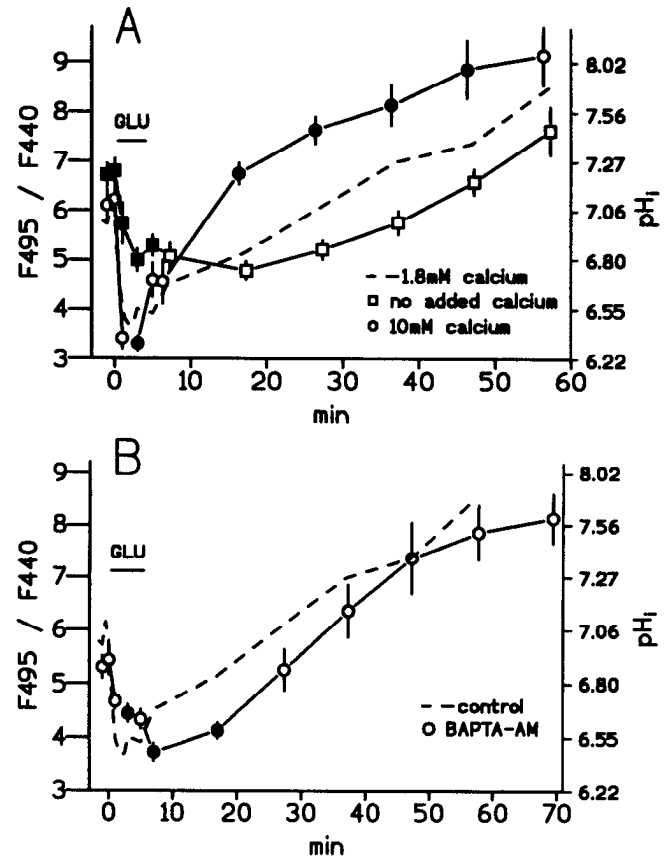 A
GLU
F495 / F440
9
8
7
6
5
4
3
8.02
7.56
7.27
7.06
6.80
6.55
6.22
pHi
--1.8mM calcium
no added calcium
10mM calcium
0 10 20 30 40 50 60
min
B
GLU
F495 / F440
9
8
7
6
5
4
3
8.02
7.56
7.27
7.06
6.80
6.55
6.22
pHi
--control
BAPTA-AM
0 10 20 30 40 50 60 70
min